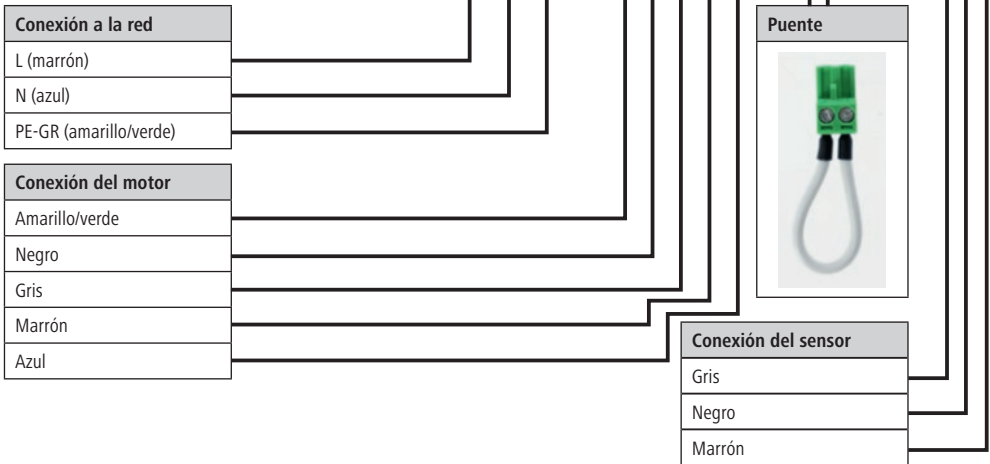 Conexión a la red
L (marrón)
N (azul)
PE-GR (amarillo/verde)
Conexión del motor
Amarillo/verde
Negro
Gris
Marrón
Azul
Puente
Conexión del sensor
Gris
Negro
Marrón